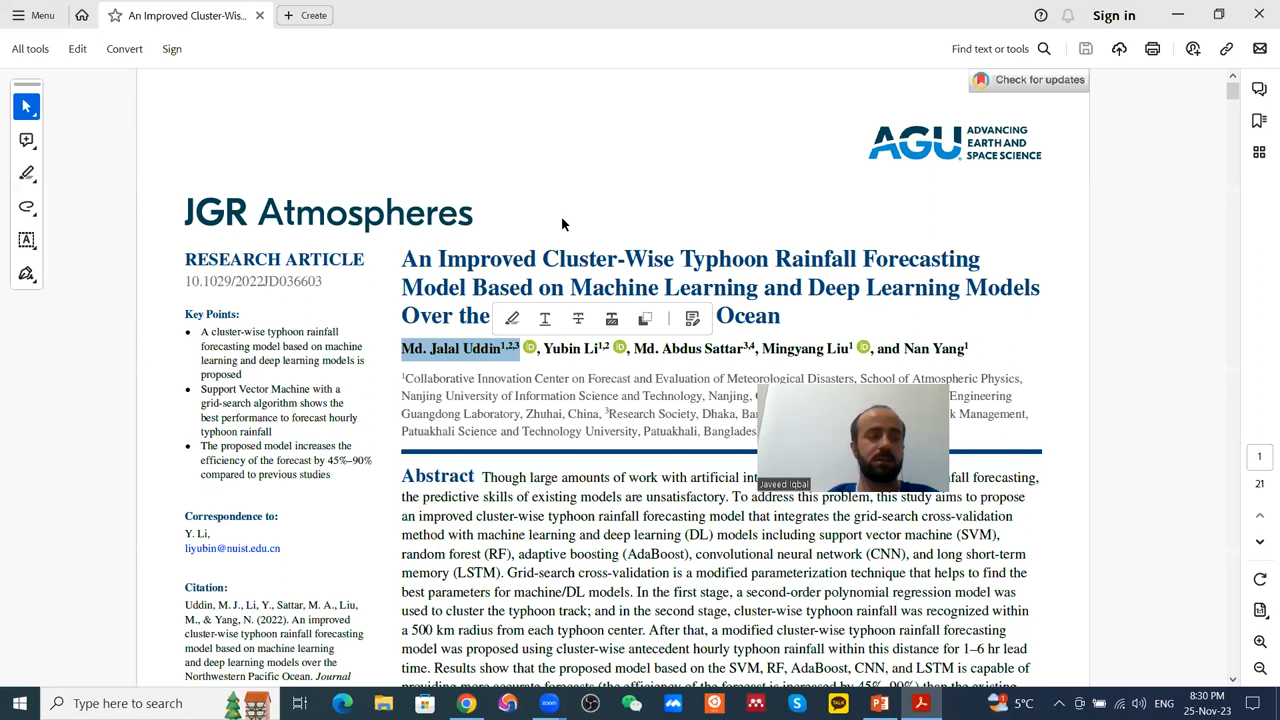 Menu
An Improved Cluster-Wis...
Create
Sign in
All tools
Edit
Convert
Sign
Find text or tools
Check for updates
AGU ADVANCING
EARTH AND
SPACE SCIENCE
JGR Atmospheres
RESEARCH ARTICLE
10.1029/2022JD036603
Key Points:
• A cluster-wise typhoon rainfall
forecasting model based on machine
learning and deep learning models is
proposed
• Support Vector Machine with a
grid-search algorithm shows the
best performance to forecast hourly
typhoon rainfall
• The proposed model increases the
efficiency of the forecast by 45%–90%
compared to previous studies
Correspondence to:
Y. Li,
liyubin@nuist.edu.cn
Citation:
Uddin, M. J., Li, Y., Sattar, M. A., Liu,
M., & Yang, N. (2022). An improved
cluster-wise typhoon rainfall forecasting
model based on machine learning
and deep learning models over the
Northwestern Pacific Ocean. Journal
An Improved Cluster-Wise Typhoon Rainfall Forecasting
Model Based on Machine Learning and Deep Learning Models
Over the Ocean
Md. Jalal Uddin1,2,3, Yubin Li1,2, Md. Abdus Sattar3,4, Mingyang Liu1, and Nan Yang1
1Collaborative Innovation Center on Forecast and Evaluation of Meteorological Disasters, School of Atmospheric Physics,
Nanjing University of Information Science and Technology, Nanjing, Engineering
Guangdong Laboratory, Zhuhai, China, 3Research Society, Dhaka, k Management,
Patuakhali Science and Technology University, Patuakhali, Banglades
Abstract Though large amounts of work with artificial fall forecasting,
the predictive skills of existing models are unsatisfactory. To address this problem, this study aims to propose
an improved cluster-wise typhoon rainfall forecasting model that integrates the grid-search cross-validation
method with machine learning and deep learning (DL) models including support vector machine (SVM),
random forest (RF), adaptive boosting (AdaBoost), convolutional neural network (CNN), and long short-term
memory (LSTM). Grid-search cross-validation is a modified parameterization technique that helps to find the
best parameters for machine/DL models. In the first stage, a second-order polynomial regression model was
used to cluster the typhoon track; and in the second stage, cluster-wise typhoon rainfall was recognized within
a 500 km radius from each typhoon center. After that, a modified cluster-wise typhoon rainfall forecasting
model was proposed using cluster-wise antecedent hourly typhoon rainfall within this distance for 1–6 hr lead
time. Results show that the proposed model based on the SVM, RF, AdaBoost, CNN, and LSTM is capable of
providing more accurate forecasts (the efficiency of the forecast is increased by 45%–90%) than the existing
Javeed Iqbal
1
21
Type here to search
5°C
ENG
8:30 PM
25-Nov-23